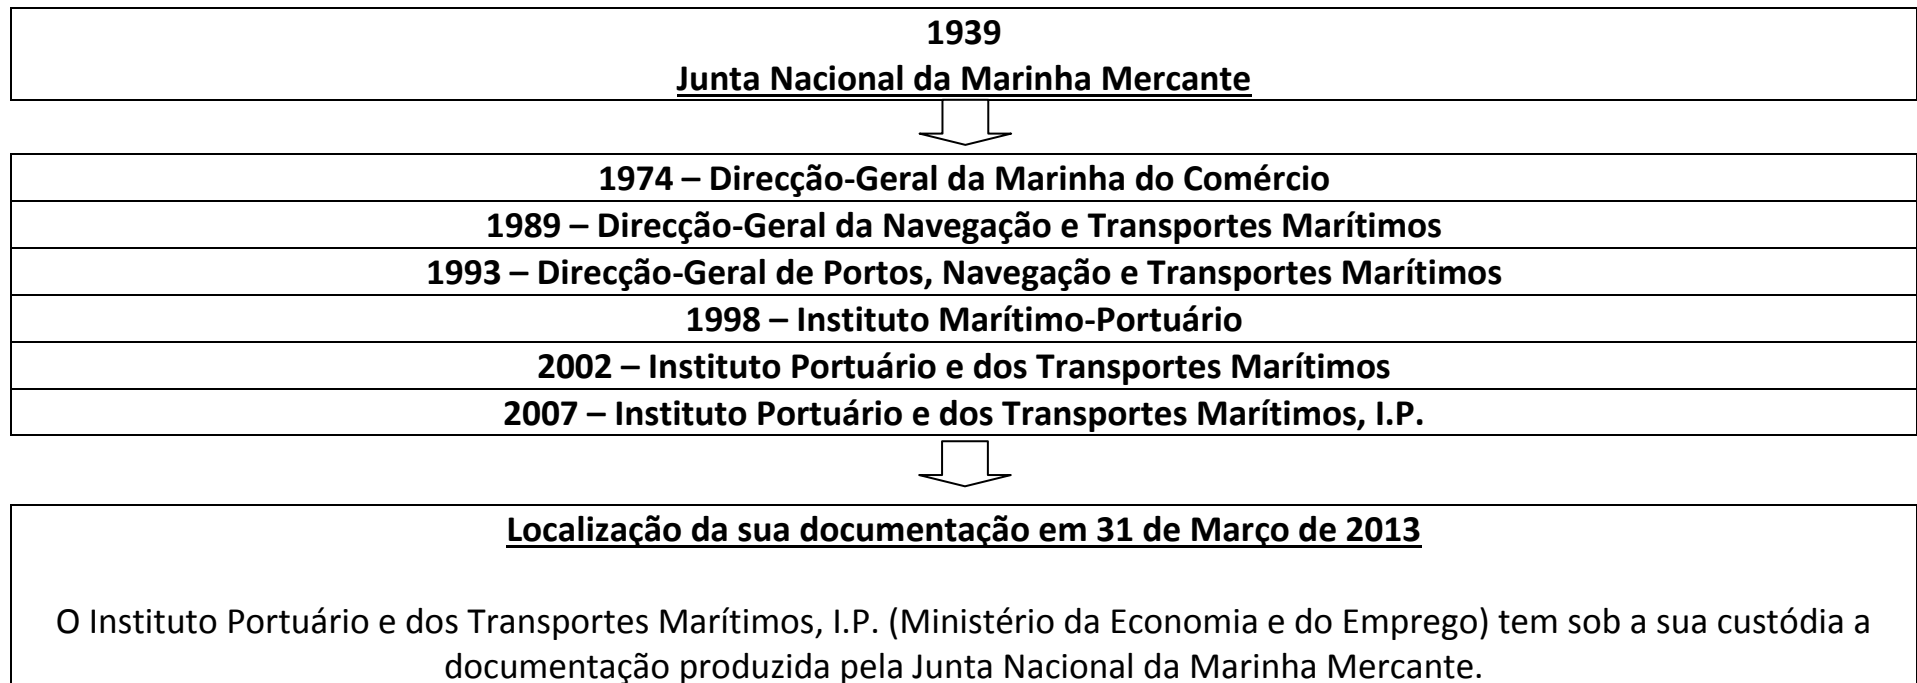 1939
Junta Nacional da Marinha Mercante
1974 – Direcção-Geral da Marinha do Comércio
1989 – Direcção-Geral da Navegação e Transportes Marítimos
1993 – Direcção-Geral de Portos, Navegação e Transportes Marítimos
1998 – Instituto Marítimo-Portuário
2002 – Instituto Portuário e dos Transportes Marítimos
2007 – Instituto Portuário e dos Transportes Marítimos, I.P.
Localização da sua documentação em 31 de Março de 2013
O Instituto Portuário e dos Transportes Marítimos, I.P. (Ministério da Economia e do Emprego) tem sob a sua custódia a
documentação produzida pela Junta Nacional da Marinha Mercante.